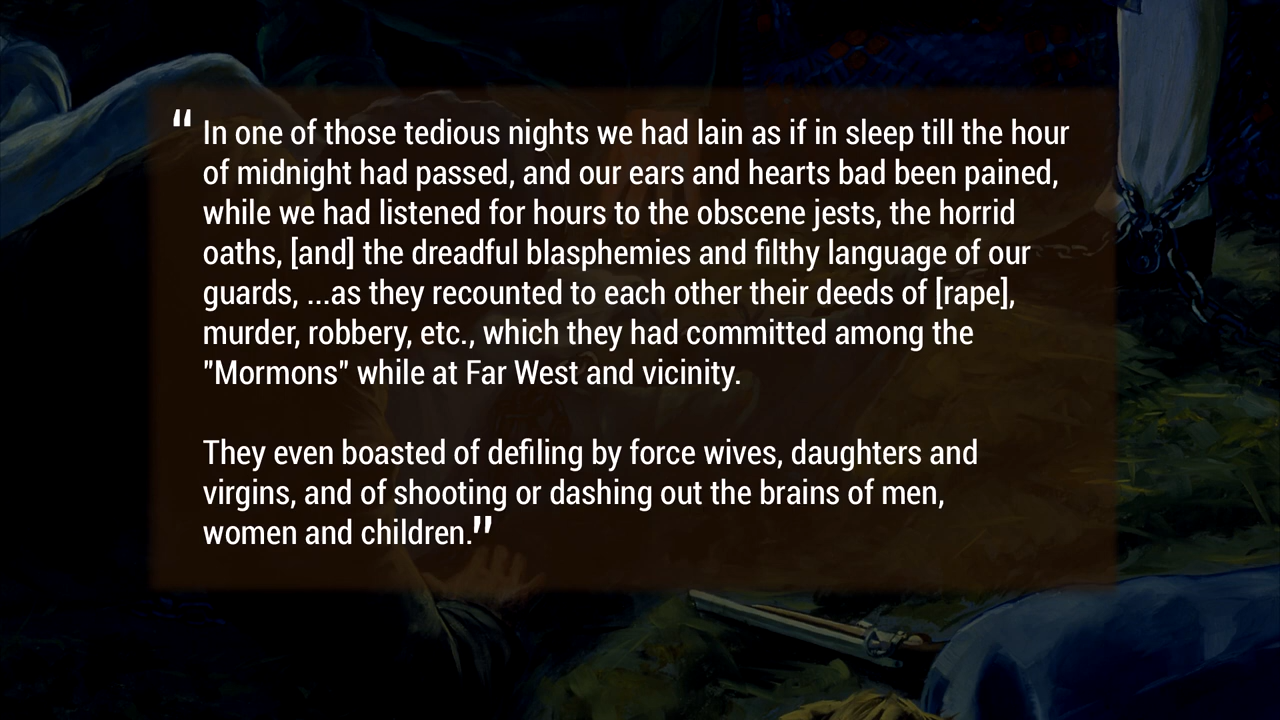 “In one of those tedious nights we had lain as if in sleep till the hour
of midnight had passed, and our ears and hearts bad been pained,
while we had listened for hours to the obscene jests, the horrid
oaths, [and] the dreadful blasphemies and filthy language of our
guards, ...as they recounted to each other their deeds of [rape],
murder, robbery, etc., which they had committed among the
"Mormons" while at Far West and vicinity.
They even boasted of defiling by force wives, daughters and
virgins, and of shooting or dashing out the brains of men,
women and children.”